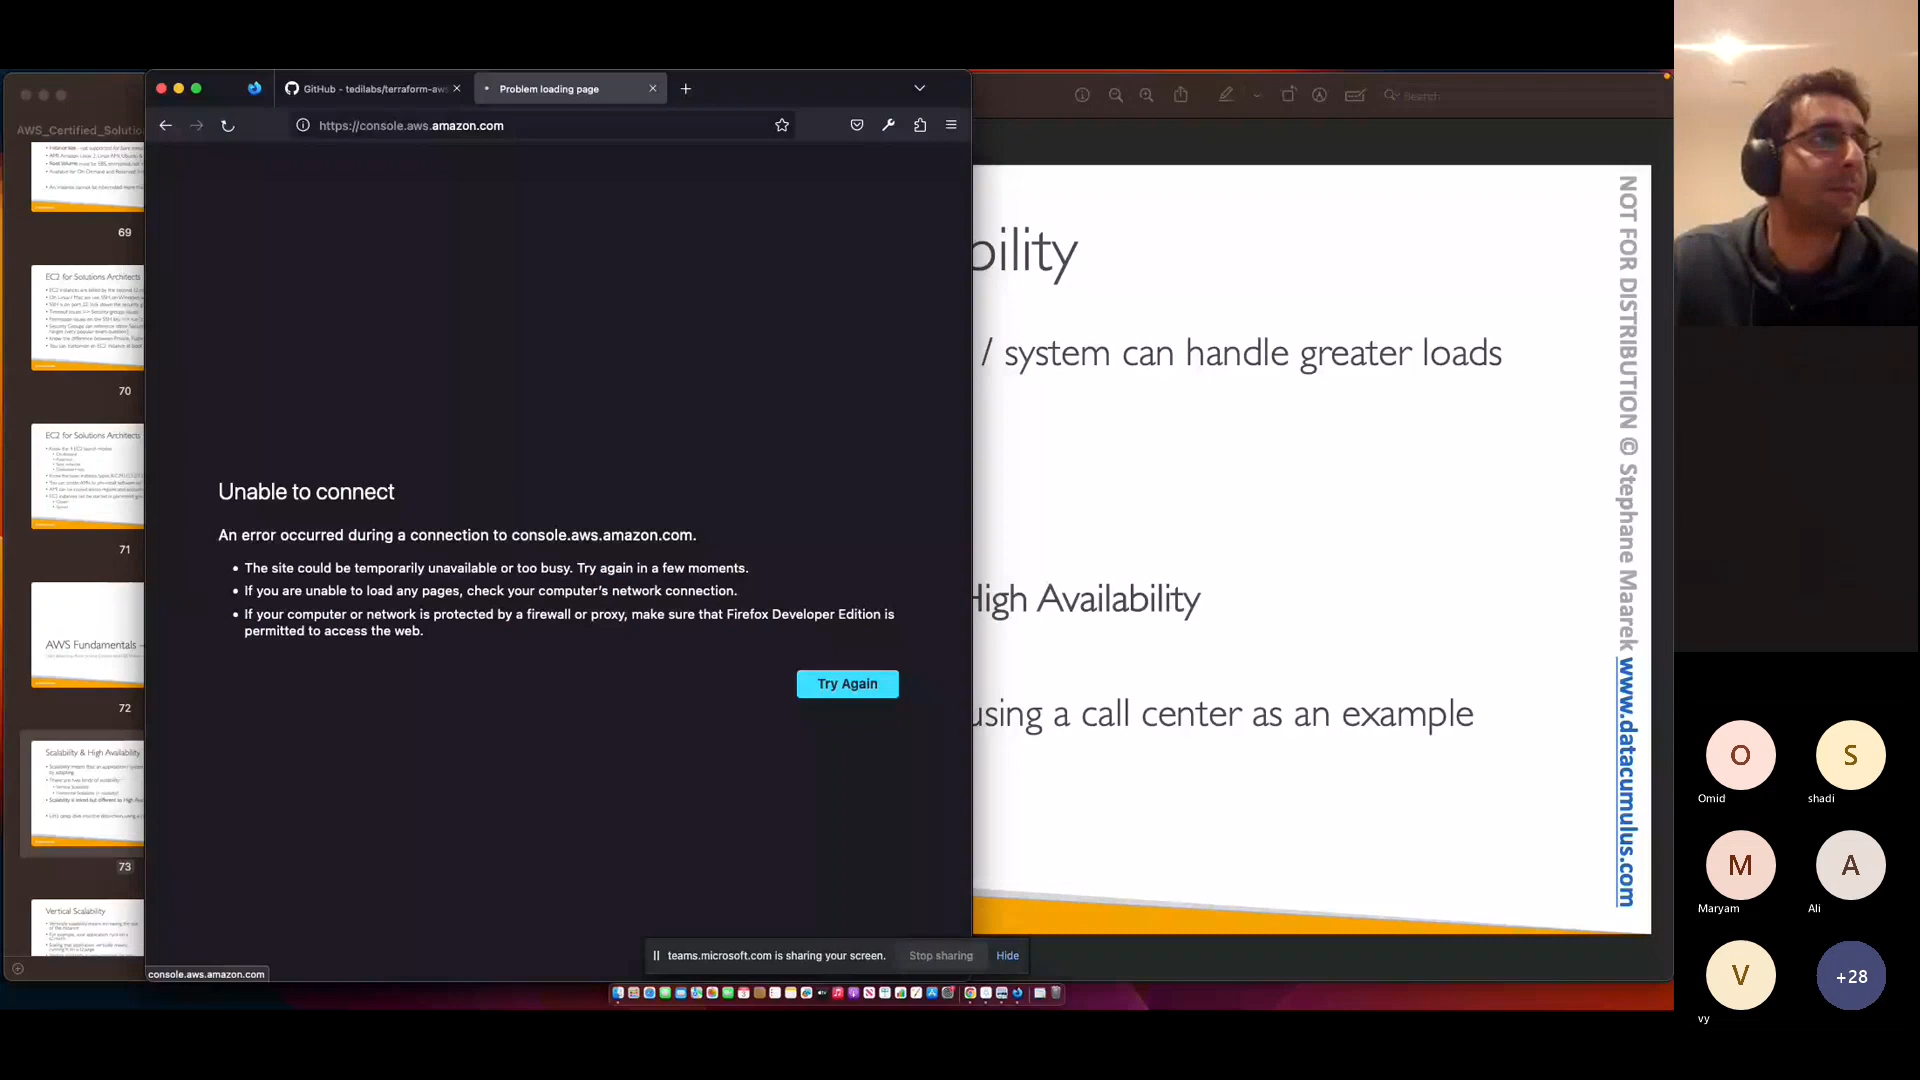 GitHub - tedilabs/terraform-aws
Problem loading page
https://console.aws.amazon.com
Search
AWS_Certified_Solutio
69
EC2 for Solutions Architects
70
EC2 for Solutions Architects
71
AWS Fundamentals -
72
Scalability & High Availability
73
Vertical Scalability
Unable to connect
An error occurred during a connection to console.aws.amazon.com.
• The site could be temporarily unavailable or too busy. Try again in a few moments.
• If you are unable to load any pages, check your computer's network connection.
• If your computer or network is protected by a firewall or proxy, make sure that Firefox Developer Edition is
permitted to access the web.
Try Again
console.aws.amazon.com
bility
/ system can handle greater loads
High Availability
using a call center as an example
NOT FOR DISTRIBUTION © Stephane Maarek www.datacumulus.com
teams.microsoft.com is sharing your screen.
Stop sharing
Hide
O
Omid
S
shadi
M
Maryam
A
Ali
V
vy
+28